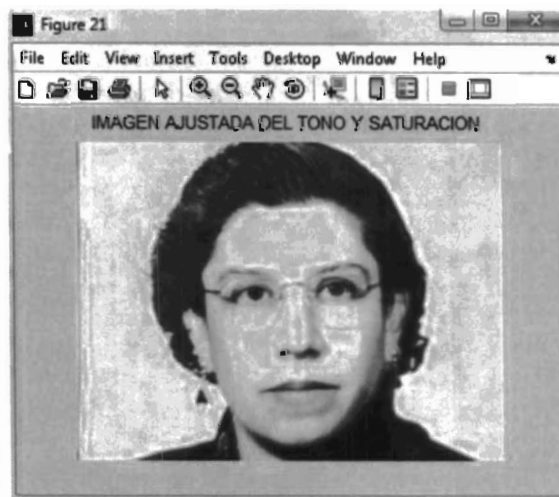 Figure 21
File Edit View Insert Tools Desktop Window Help
IMAGEN AJUSTADA DEL TONO Y SATURACION